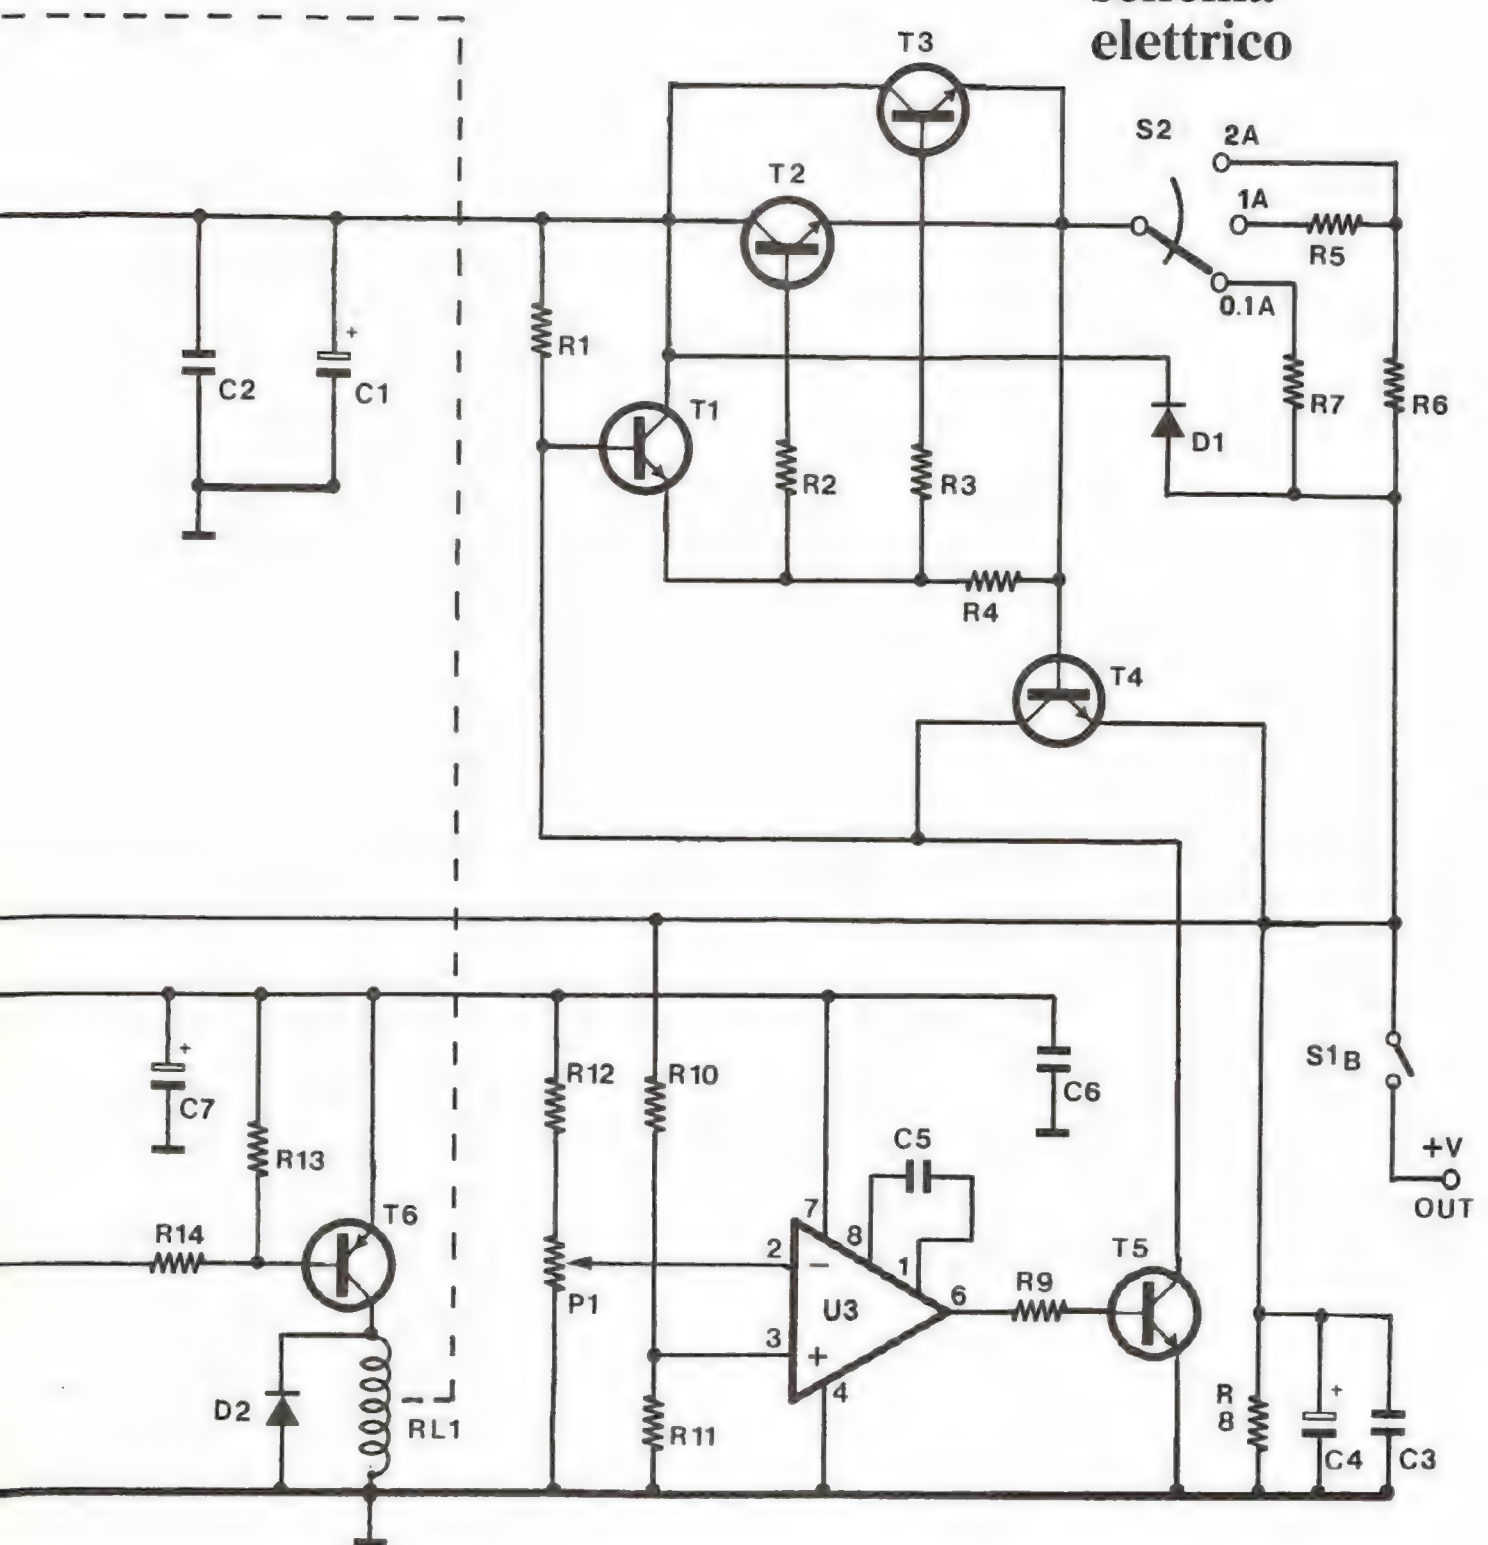 elettrico
T3
S2
2A
T2
1A
R5
0.1A
R1
+
C2
C1
T1
R7
R6
D1
R2
R3
R4
T4
R12
R10
S1B
+
C7
C6
C5
+V
R13
OUT
T6
7
8
R14
2
−
1
T5
P1
U3
6
R9
3
+
4
D2
R
8
+
RL1
R11
C4
C3